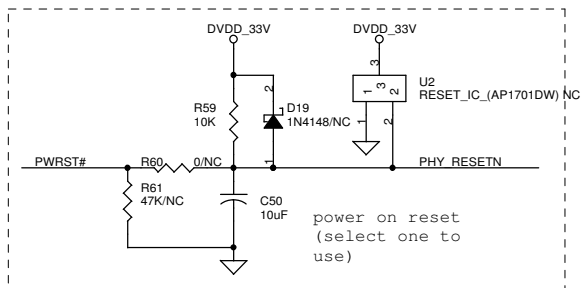 DVDD_33V
DVDD_33V
3
U2
RESET_IC_(AP1701DW) NC
1
3
2
2
R59
10K
D19
1N4148/NC
1
2
1
PWRST#
R60
0/NC
PHY_RESETN
R61
47K/NC
C50
10uF
power on reset
(select one to
use)